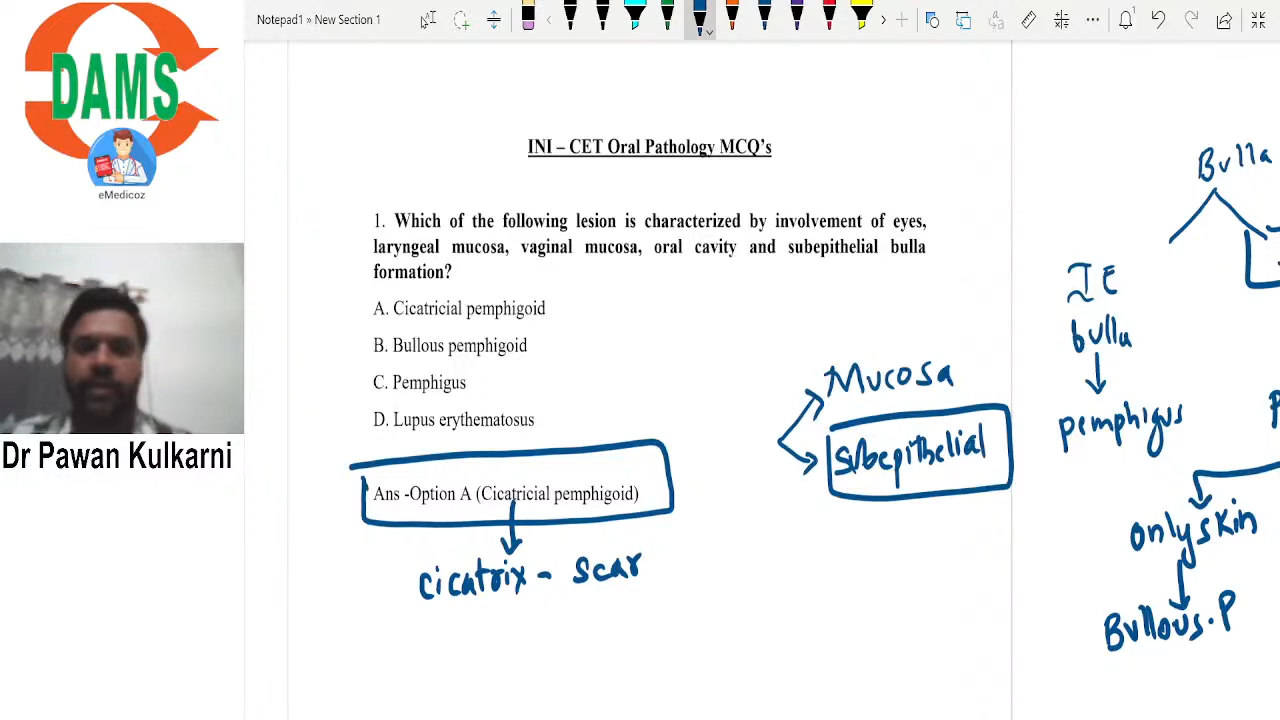 Notepad1 » New Section 1
DAMS
eMedicoz
Dr Pawan Kulkarni
INI – CET Oral Pathology MCQ's
1. Which of the following lesion is characterized by involvement of eyes,
laryngeal mucosa, vaginal mucosa, oral cavity and subepithelial bulla
formation?
A. Cicatricial pemphigoid
B. Bullous pemphigoid
C. Pemphigus
D. Lupus erythematosus
Ans -Option A (Cicatricial pemphigoid)
cicatrix - scar
Mucosa
subepithelial
Bulla
IE
bulla
pemphigus
only skin
Bullous.P